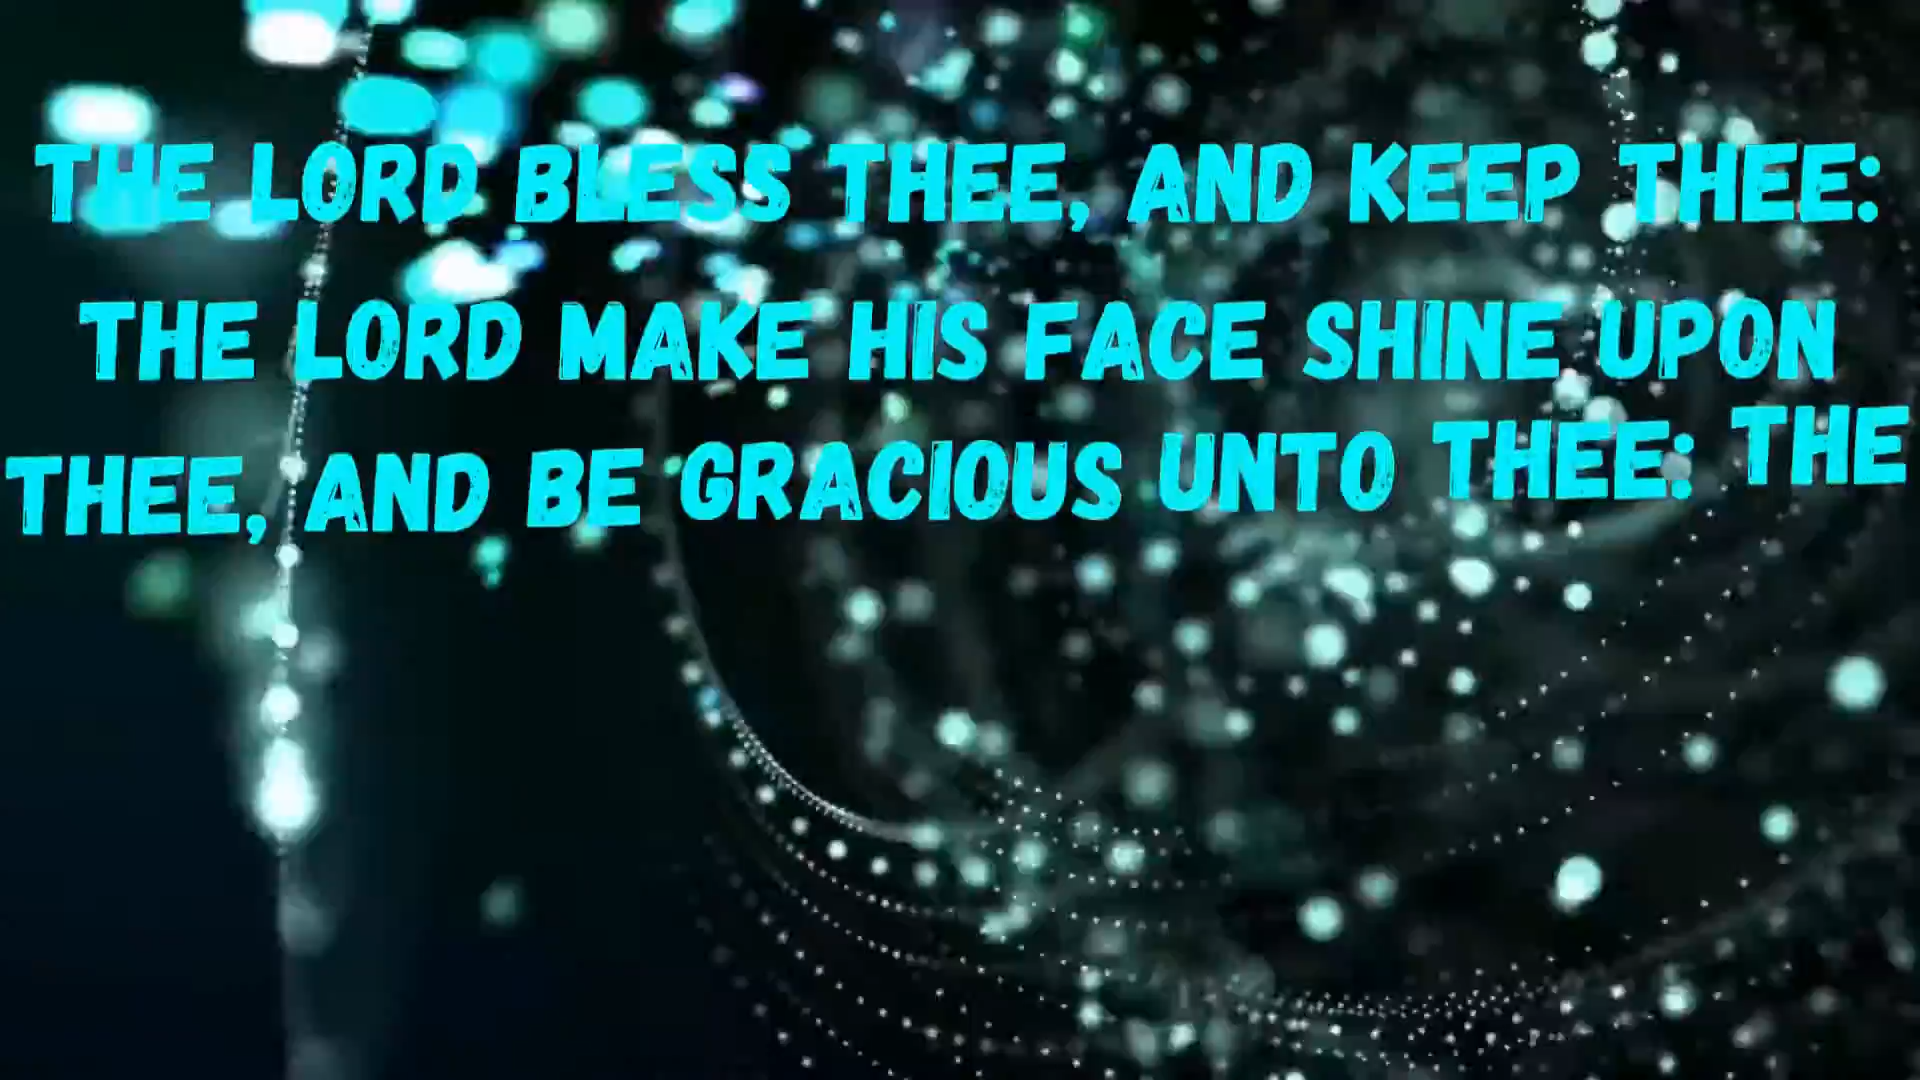 THE LORD BLESS THEE, AND KEEP THEE:
THE LORD MAKE HIS FACE SHINE UPON
THEE, AND BE GRACIOUS UNTO THEE: THE